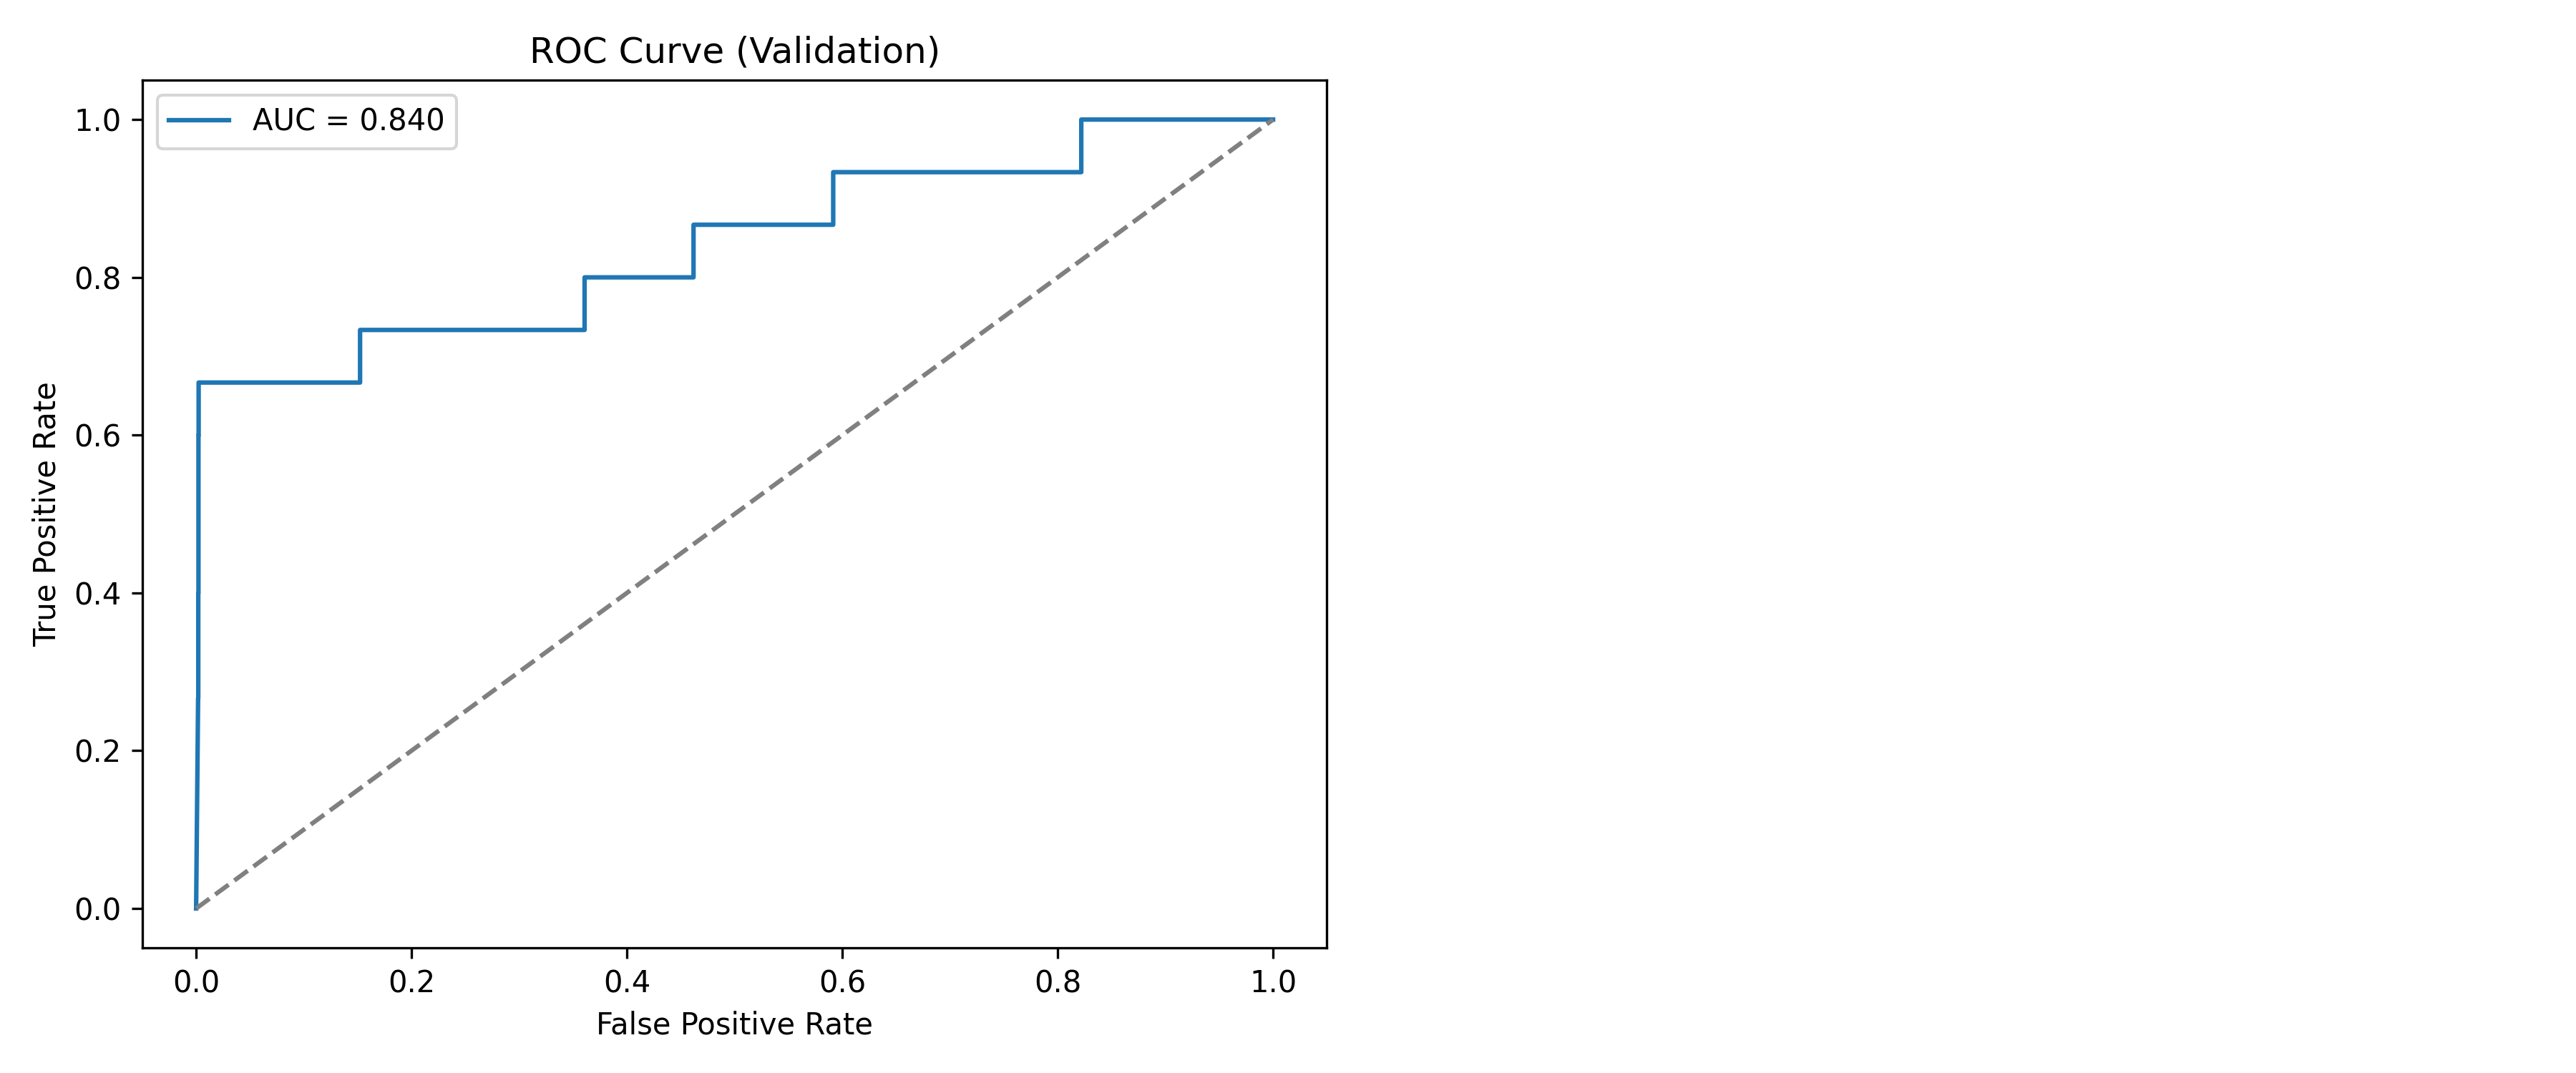 ROC Curve (Validation)
AUC = 0.840
1.0
0.8
0.6
0.4
0.2
0.0
True Positive Rate
0.0 0.2 0.4 0.6 0.8 1.0
False Positive Rate